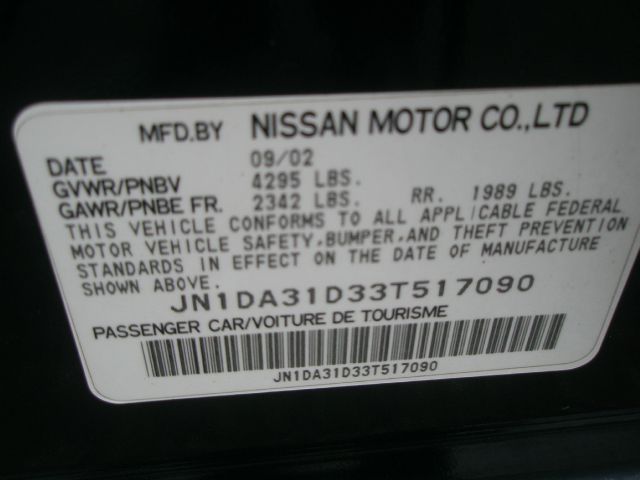 MFD.BY NISSAN MOTOR CO.,LTD
DATE 09/02
GVWR/PNBV 4295 LBS.
GAWR/PNBE FR. 2342 LBS. RR. 1989 LBS.
THIS VEHICLE CONFORMS TO ALL APPLICABLE FEDERAL
MOTOR VEHICLE SAFETY, BUMPER, AND THEFT PREVENTION
STANDARDS IN EFFECT ON THE DATE OF MANUFACTURE
SHOWN ABOVE.
JN1DA31D33T517090
PASSENGER CAR/VOITURE DE TOURISME
JN1DA31D33T517090